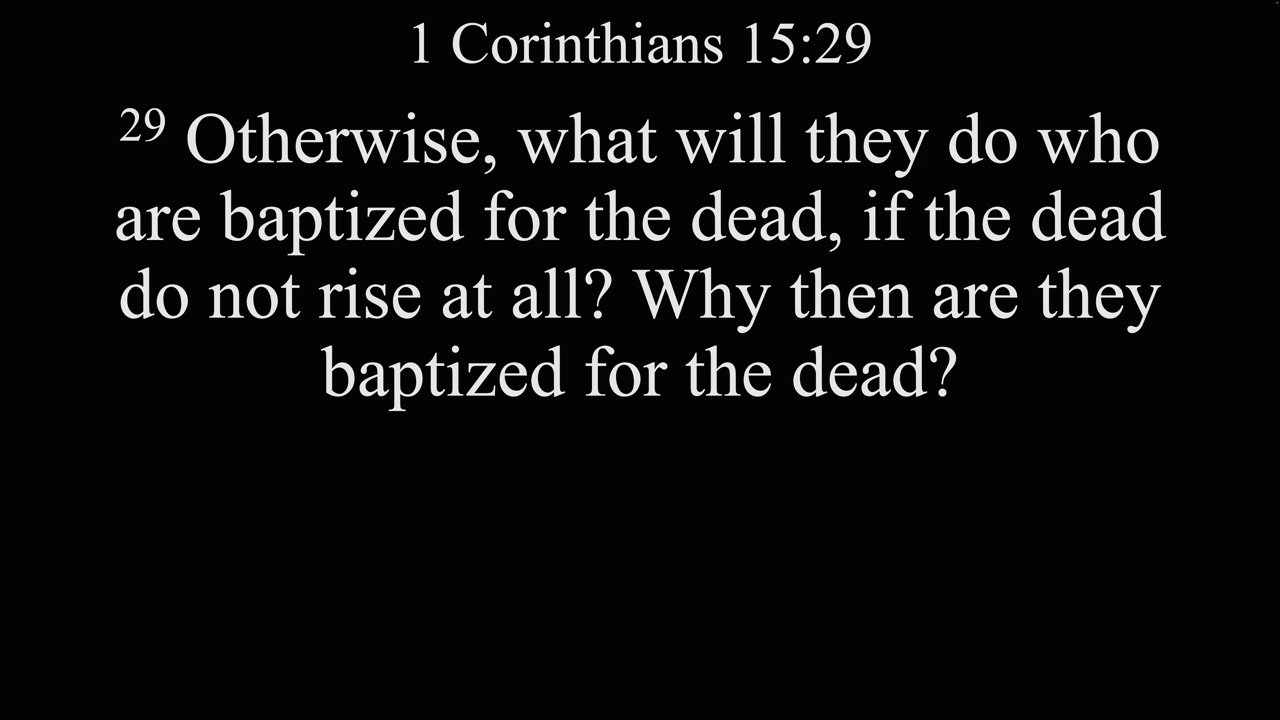 1 Corinthians 15:29
29 Otherwise, what will they do who
are baptized for the dead, if the dead
do not rise at all? Why then are they
baptized for the dead?